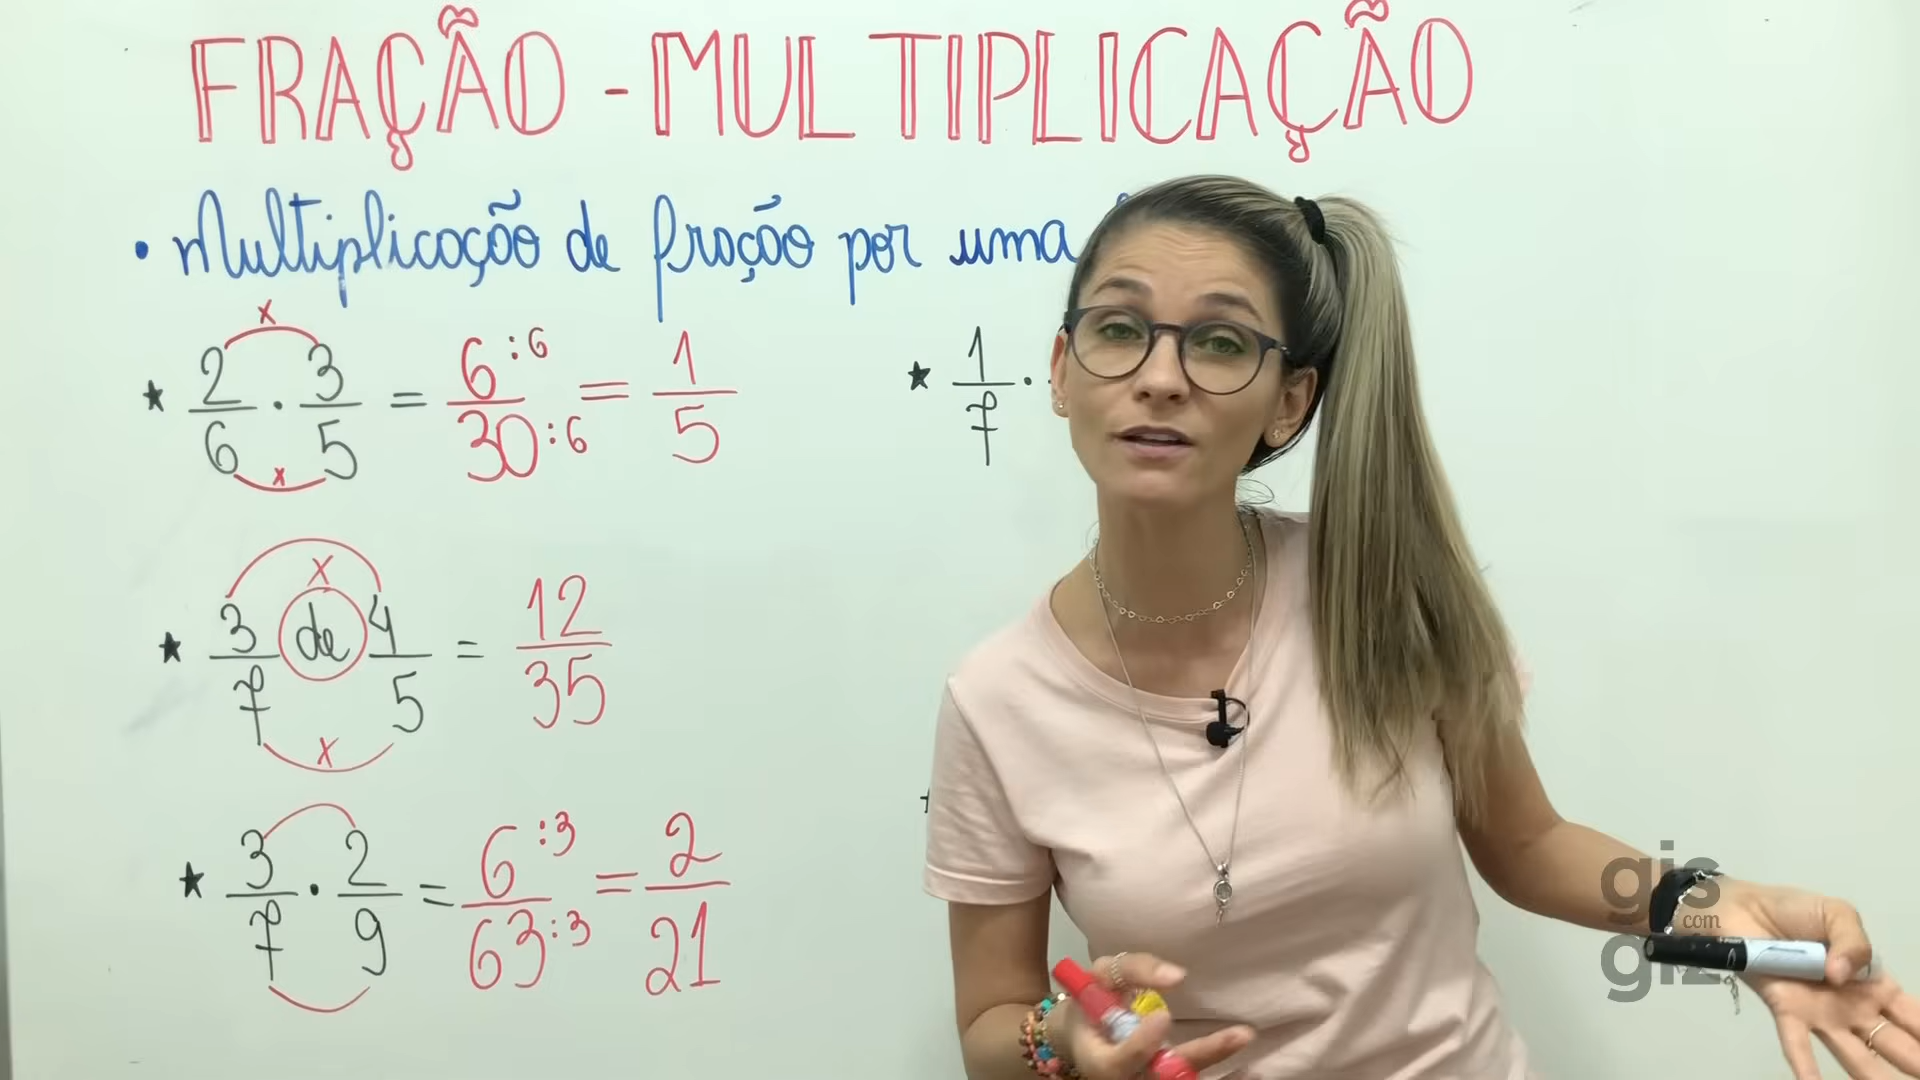 FRAÇÃO - MULTIPLICAÇÃO
• Multiplicação de fração por uma
x
★ 2/6 · 3/5 = 6:6/30:6 = 1/5
x
★ 1/7 ·
x
★ 3/7 de 4/5 = 12/35
x
★ 3/7 · 2/9 = 6:3/63:3 = 2/21
gis
com
giz